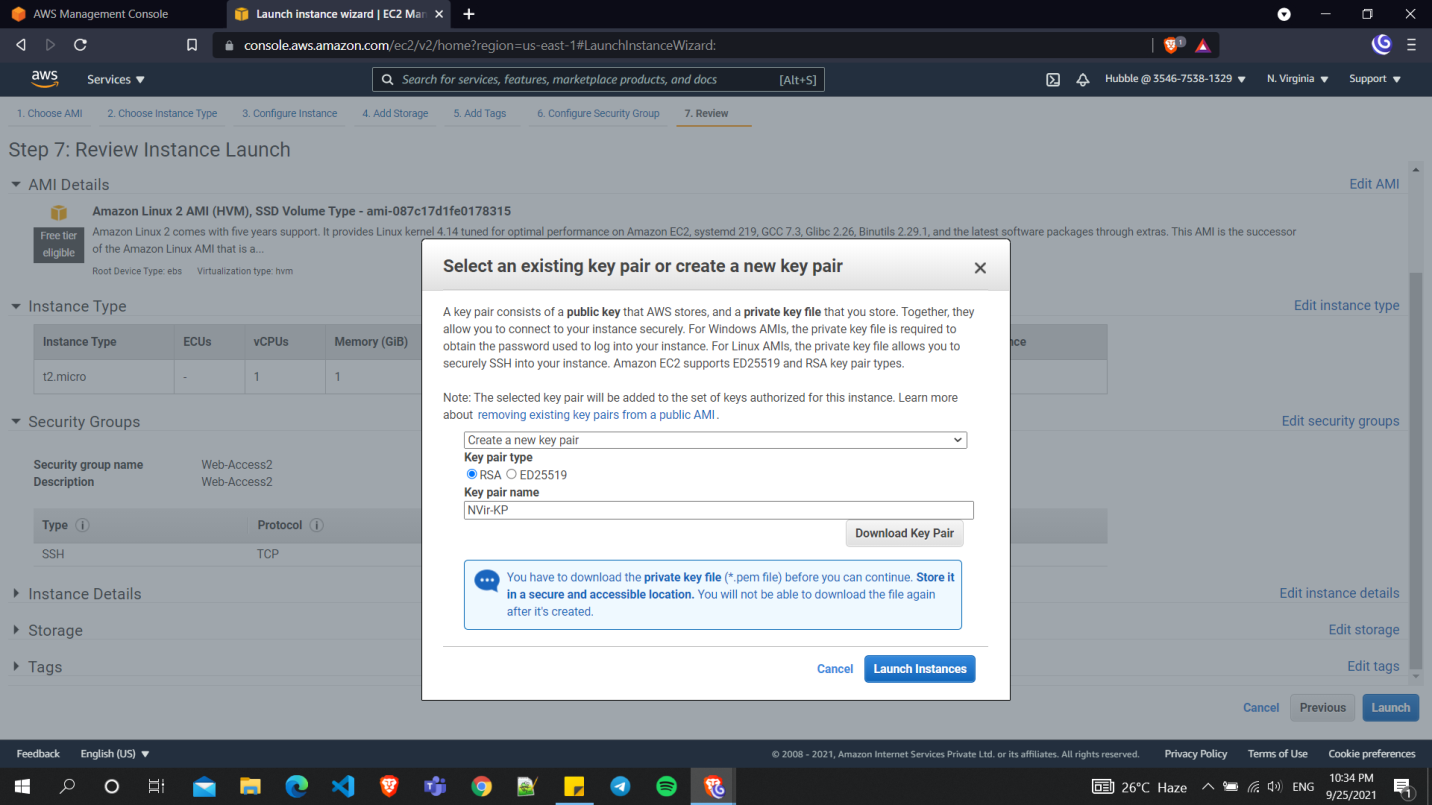 AWS Management Console
Launch instance wizard | EC2 Man
console.aws.amazon.com/ec2/v2/home?region=us-east-1#LaunchInstanceWizard:
1
aws
Services
Search for services, features, marketplace products, and docs [Alt+S]
Hubble @ 3546-7538-1329
N. Virginia
Support
1. Choose AMI 2. Choose Instance Type 3. Configure Instance 4. Add Storage 5. Add Tags 6. Configure Security Group 7. Review
Step 7: Review Instance Launch
AMI Details Edit AMI
Amazon Linux 2 AMI (HVM), SSD Volume Type - ami-087c17d1fe0178315
Free tier
eligible
Amazon Linux 2 comes with five years support. It provides Linux kernel 4.14 tuned for optimal performance on Amazon EC2, systemd 219, GCC 7.3, Glibc 2.26, Binutils 2.29.1, and the latest software packages through extras. This AMI is the successor
of the Amazon Linux AMI that is a...
Root Device Type: ebs Virtualization type: hvm
Instance Type Edit instance type
Instance Type ECUs vCPUs Memory (GiB) nce
t2.micro - 1 1
Security Groups Edit security groups
Security group name Web-Access2
Description Web-Access2
Type Protocol
SSH TCP
Instance Details Edit instance details
Storage Edit storage
Tags Edit tags
Select an existing key pair or create a new key pair
A key pair consists of a public key that AWS stores, and a private key file that you store. Together, they
allow you to connect to your instance securely. For Windows AMIs, the private key file is required to
obtain the password used to log into your instance. For Linux AMIs, the private key file allows you to
securely SSH into your instance. Amazon EC2 supports ED25519 and RSA key pair types.
Note: The selected key pair will be added to the set of keys authorized for this instance. Learn more
about removing existing key pairs from a public AMI.
Create a new key pair
Key pair type
RSA ED25519
Key pair name
NVir-KP
Download Key Pair
You have to download the private key file (*.pem file) before you can continue. Store it
in a secure and accessible location. You will not be able to download the file again
after it's created.
Cancel Launch Instances
Cancel Previous Launch
Feedback English (US) © 2008 - 2021, Amazon Internet Services Private Ltd. or its affiliates. All rights reserved. Privacy Policy Terms of Use Cookie preferences
26°C Haze ENG
10:34 PM
9/25/2021
1